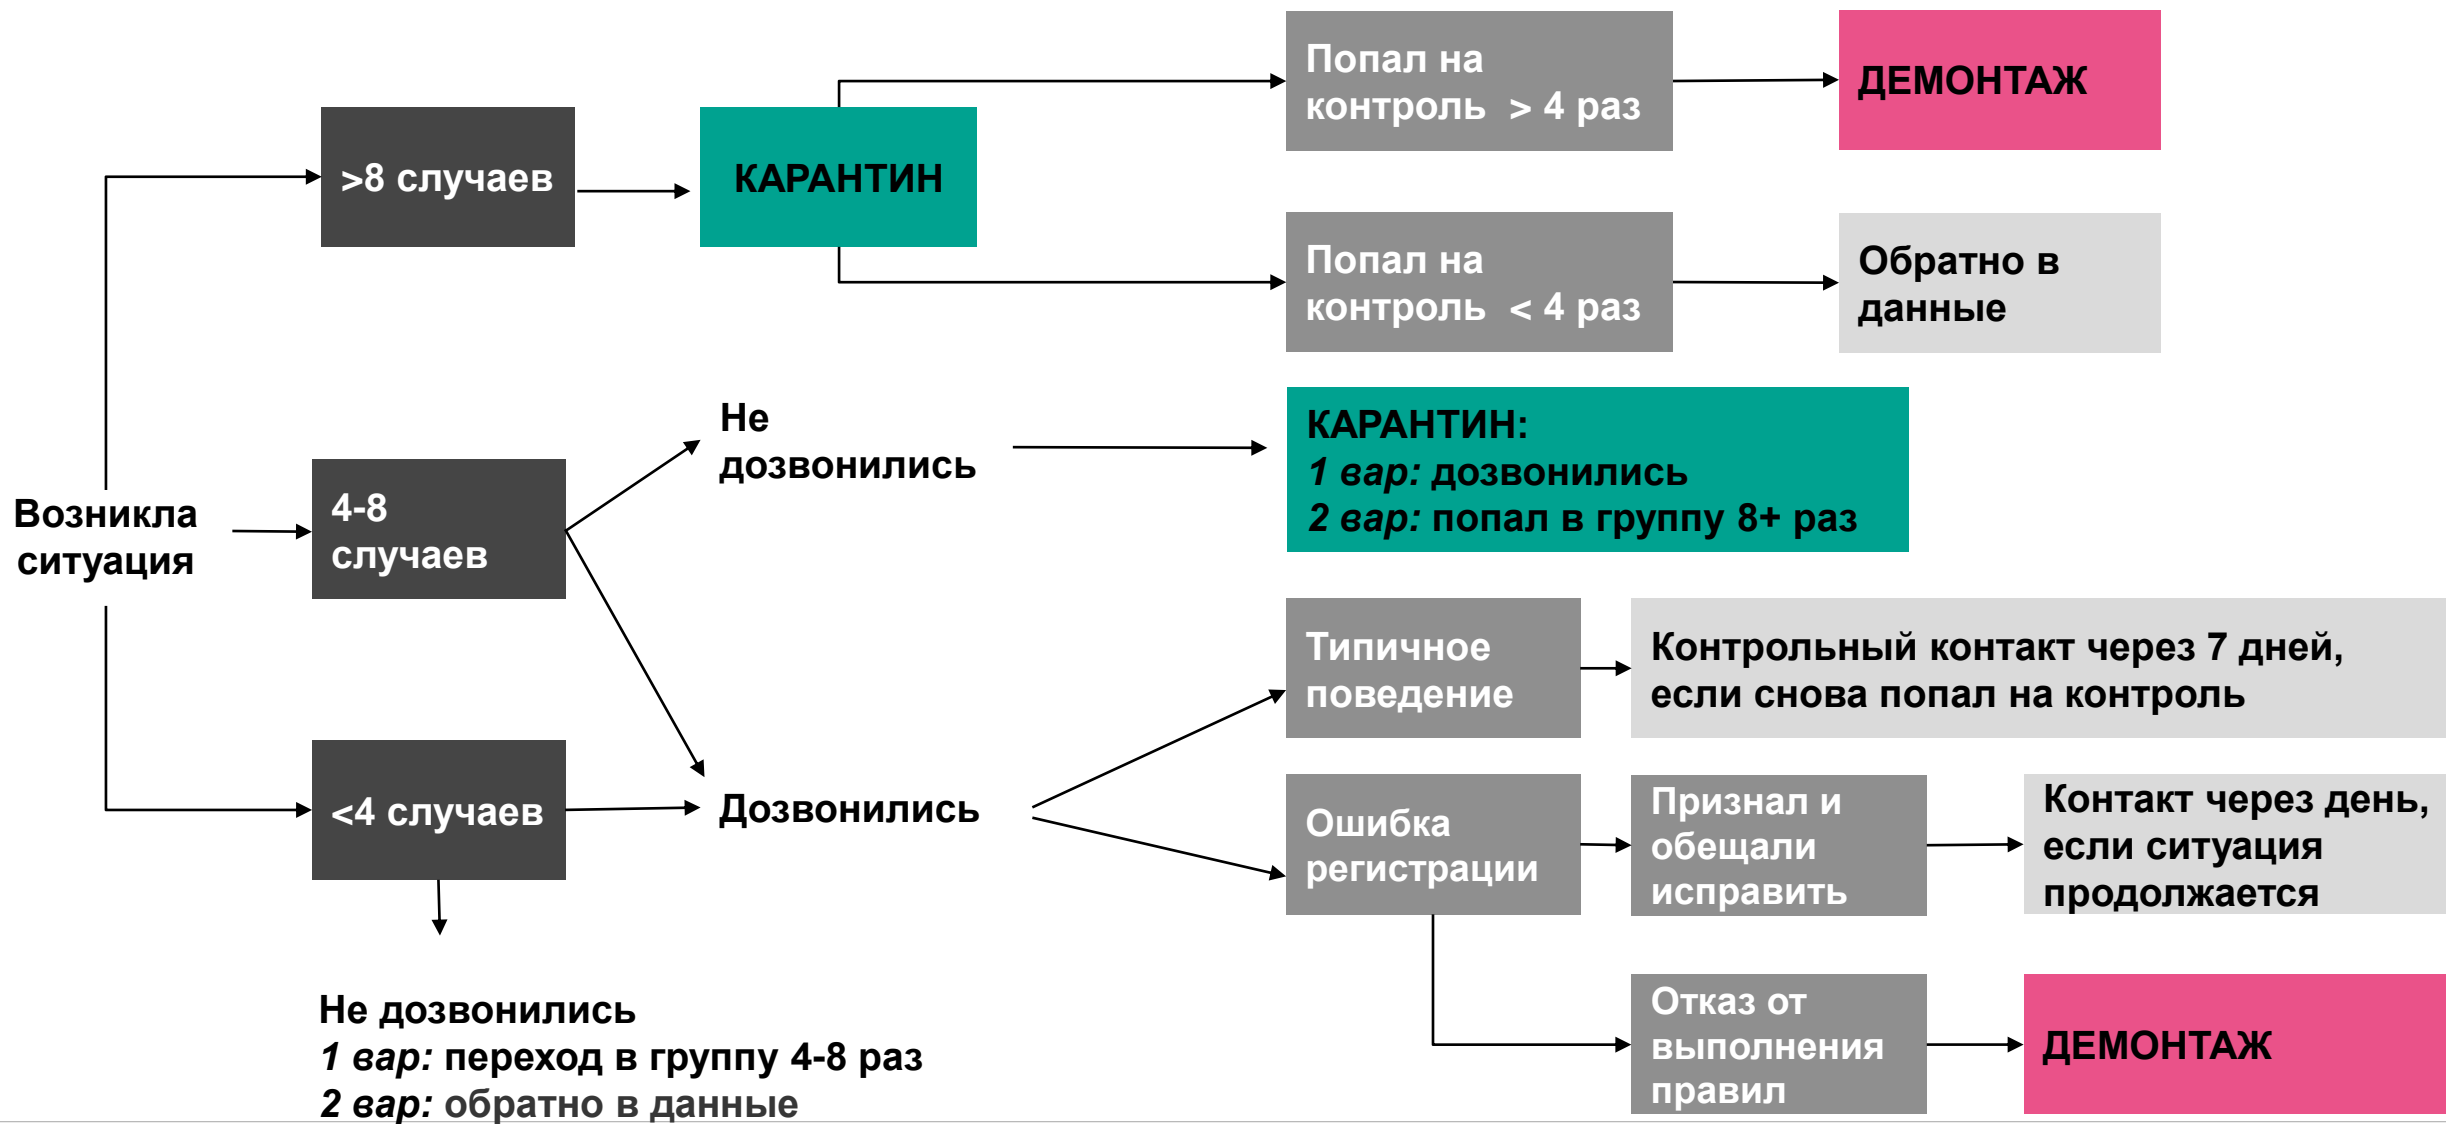 Попал на
контроль > 4 раз
ДЕМОНТАЖ
>8 случаев
КАРАНТИН
Попал на
контроль < 4 раз
Обратно в
данные
Не
дозвонились
КАРАНТИН:
1 вар: дозвонились
2 вар: попал в группу 8+ раз
Возникла
ситуация
4-8
случаев
Типичное
поведение
Контрольный контакт через 7 дней,
если снова попал на контроль
<4 случаев
Дозвонились
Ошибка
регистрации
Признал и
обещали
исправить
Контакт через день,
если ситуация
продолжается
Не дозвонились
1 вар: переход в группу 4-8 раз
2 вар: обратно в данные
Отказ от
выполнения
правил
ДЕМОНТАЖ